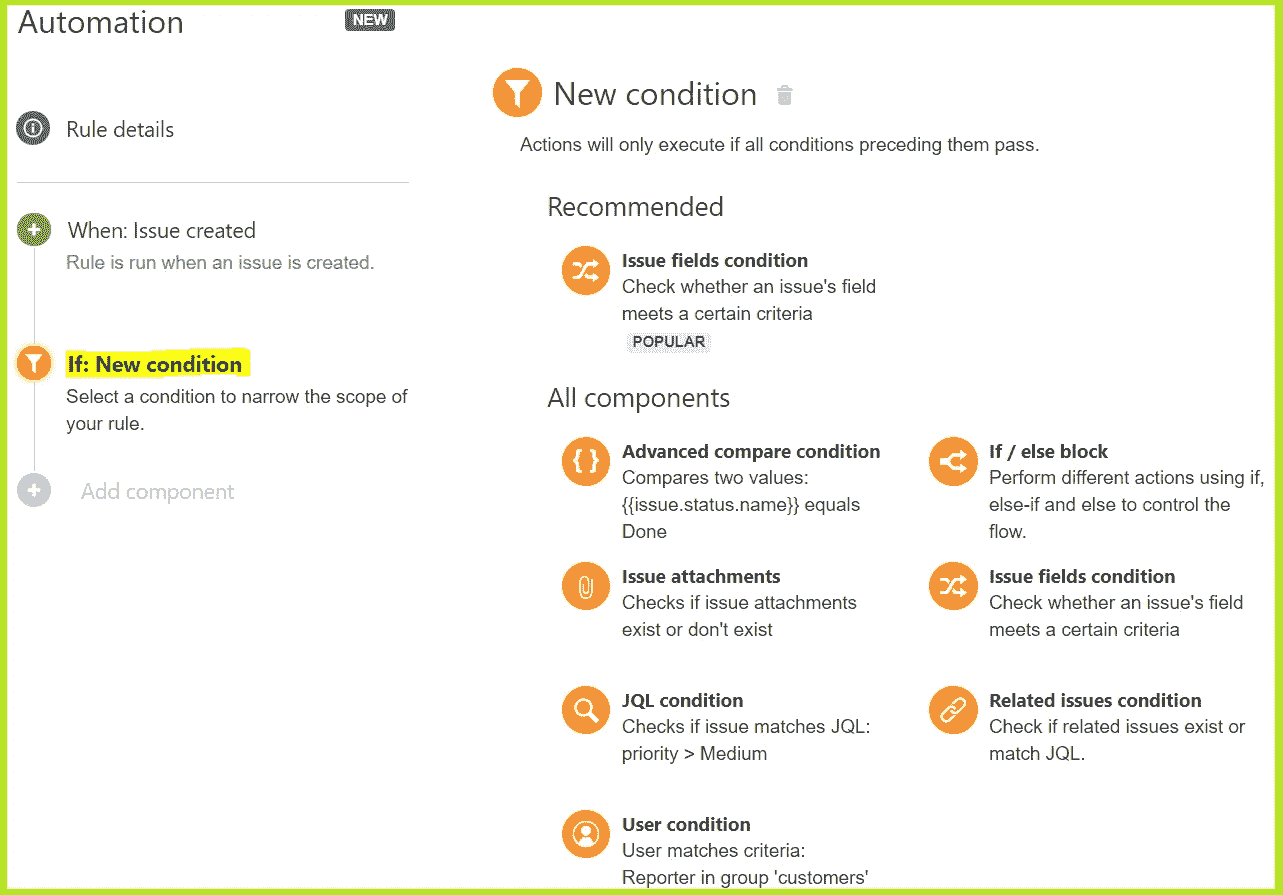 Automation
NEW
Rule details
When: Issue created
Rule is run when an issue is created.
If: New condition
Select a condition to narrow the scope of
your rule.
Add component
New condition
Actions will only execute if all conditions preceding them pass.
Recommended
Issue fields condition
Check whether an issue's field
meets a certain criteria
POPULAR
All components
Advanced compare condition
Compares two values:
{{issue.status.name}} equals
Done
If / else block
Perform different actions using if,
else-if and else to control the
flow.
Issue attachments
Checks if issue attachments
exist or don't exist
Issue fields condition
Check whether an issue's field
meets a certain criteria
JQL condition
Checks if issue matches JQL:
priority > Medium
Related issues condition
Check if related issues exist or
match JQL.
User condition
User matches criteria:
Reporter in group 'customers'